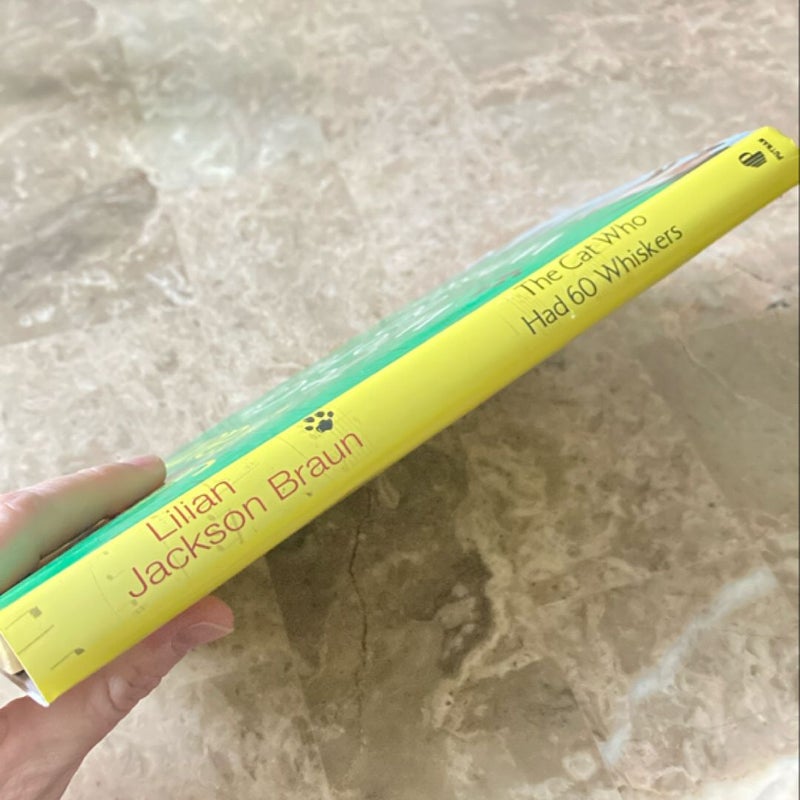 Lilian
Jackson Braun
The Cat Who
Had 60 Whiskers
PUTNAM